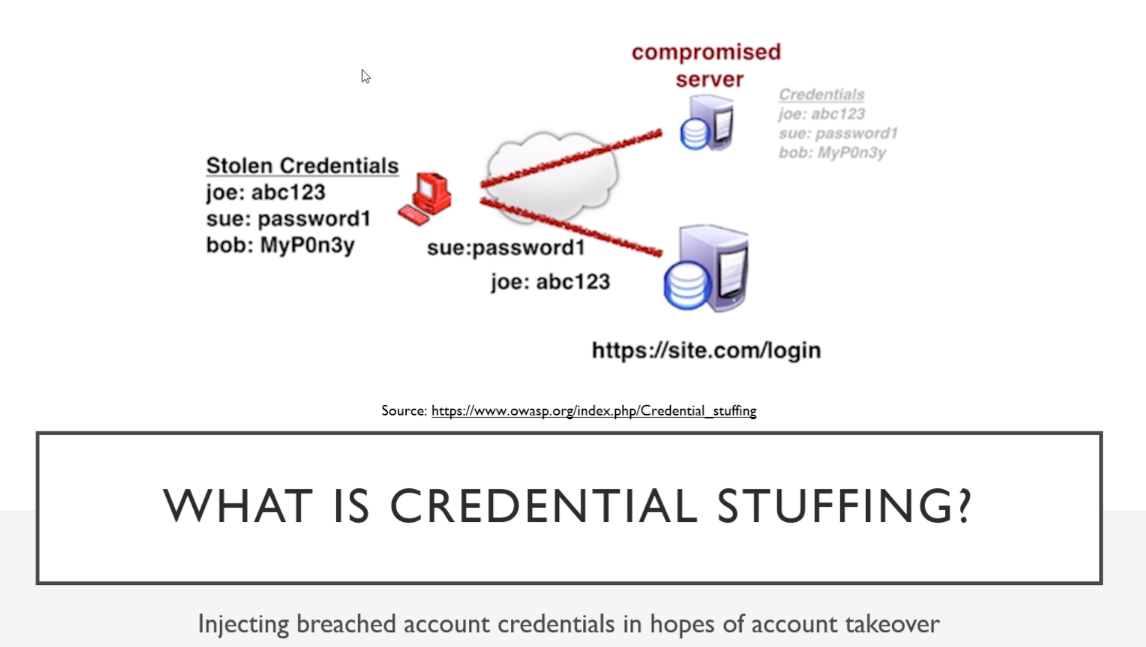 compromised
server
Credentials
joe: abc123
sue: password1
bob: MyP0n3y
Stolen Credentials
joe: abc123
sue: password1
bob: MyP0n3y
sue:password1
joe: abc123
https://site.com/login
Source: https://www.owasp.org/index.php/Credential_stuffing
WHAT IS CREDENTIAL STUFFING?
Injecting breached account credentials in hopes of account takeover